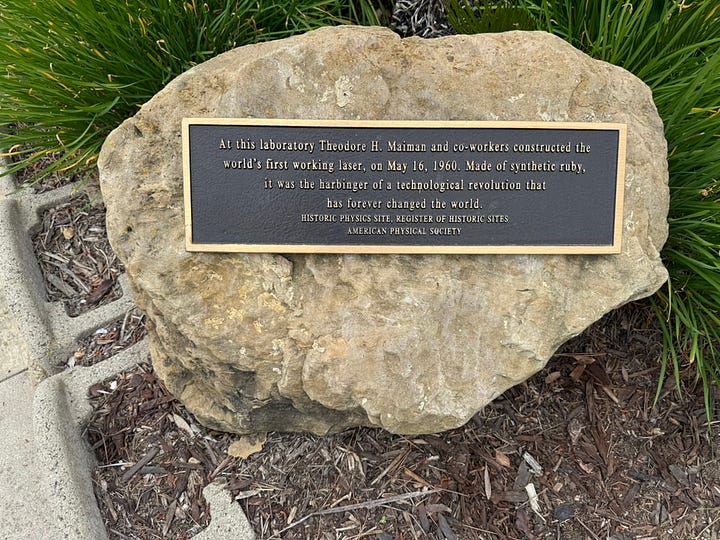 At this laboratory Theodore H. Maiman and co-workers constructed the
world's first working laser, on May 16, 1960. Made of synthetic ruby,
it was the harbinger of a technological revolution that
has forever changed the world.
HISTORIC PHYSICS SITE, REGISTER OF HISTORIC SITES
AMERICAN PHYSICAL SOCIETY